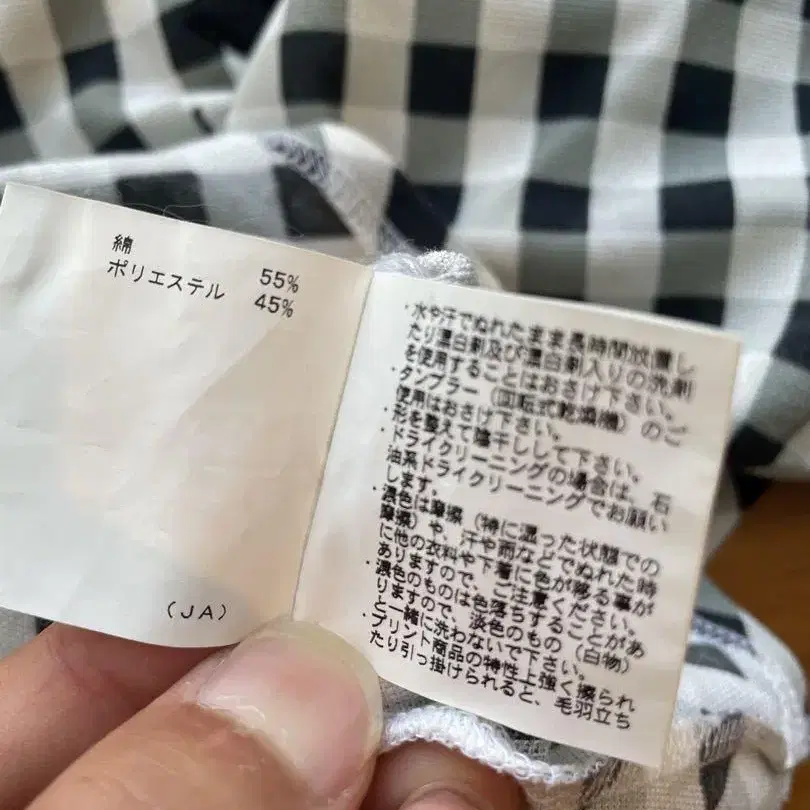 綿 55%
ポリエステル 45%
(JA)
・水や汗でぬれたまま長時間放置し
たり漂白剤及び漂白剤入りの洗剤
を使用することはおさけ下さい。
・タンブラー(回転式乾燥機)のご
使用はおさけ下さい。
・形を整えて陰干しして下さい。
・ドライクリーニングの場合は、石
油系ドライクリーニングでお願い
します。
・濃色は摩擦(特に湿った状態での
摩擦)や、汗や雨などでぬれた時
に他の衣料や下着に色が移る事が
ありますので、ご注意ください。
・濃色のものは色落ちすることがあ
りますので、淡色のもの(白物)
と一緒に洗わないで下さい。
・プリント商品の特性上強く擦られ
たり引っ掛けられると、毛羽立ち